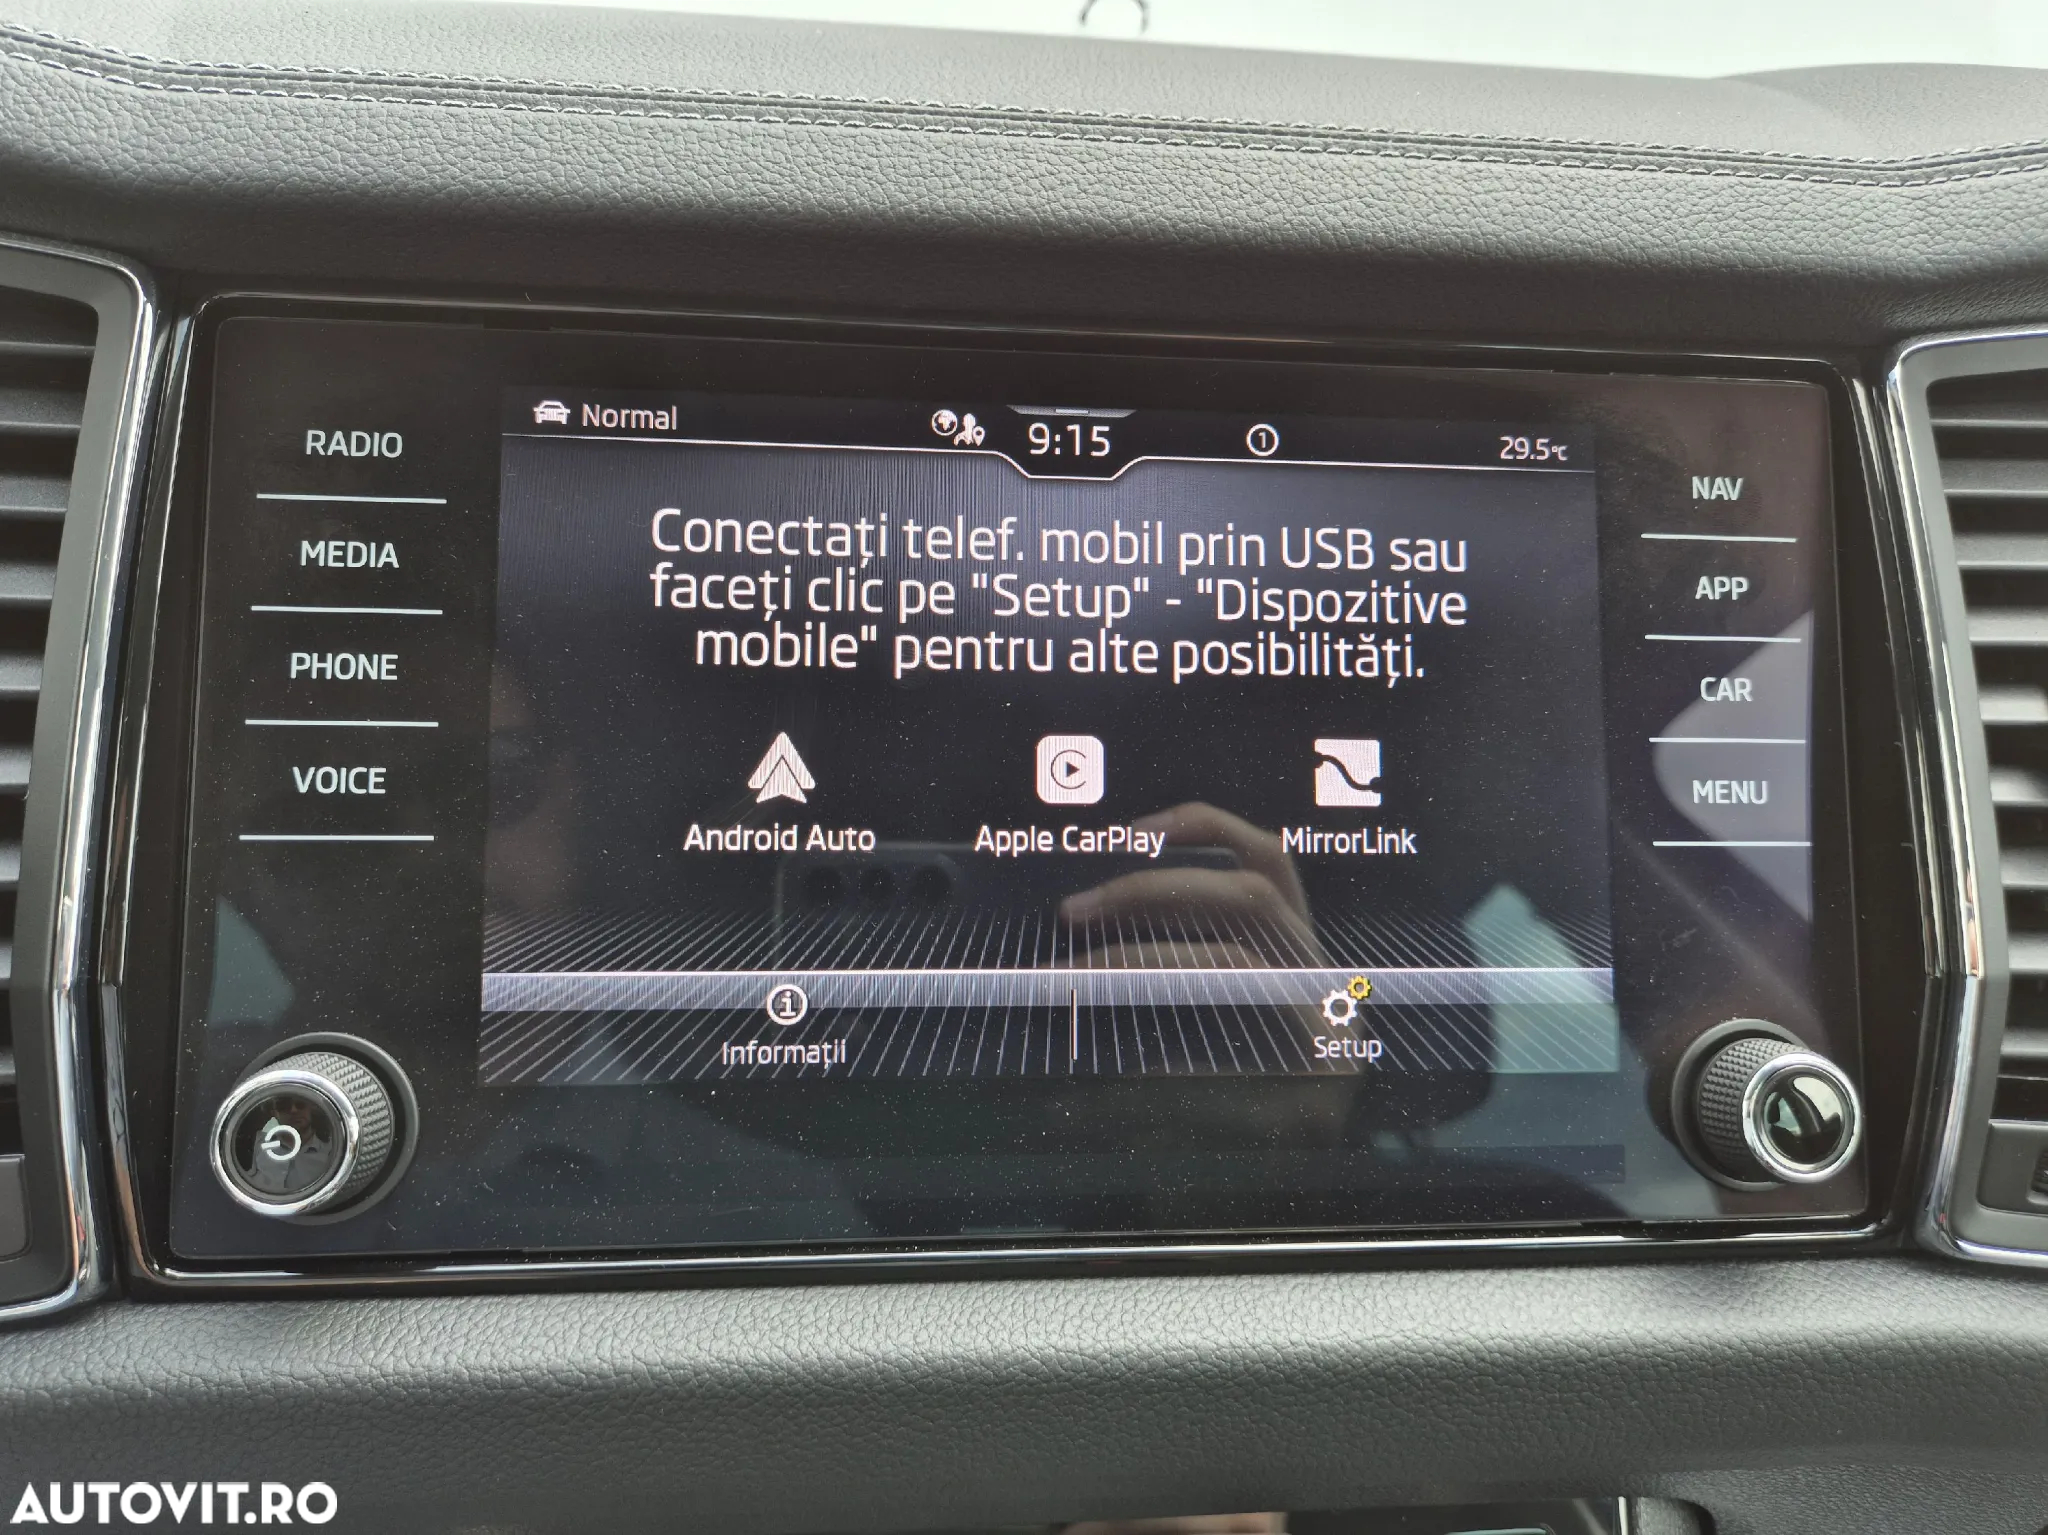 Normal
9:15
1
29.5°C
RADIO
MEDIA
PHONE
VOICE
Conectați telef. mobil prin USB sau
faceți clic pe "Setup" - "Dispozitive
mobile" pentru alte posibilități.
Android Auto
Apple CarPlay
MirrorLink
Informații
Setup
NAV
APP
CAR
MENU
AUTOVIT.RO